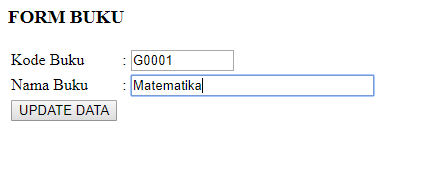 FORM BUKU
Kode Buku : G0001
Nama Buku : Matematika
UPDATE DATA